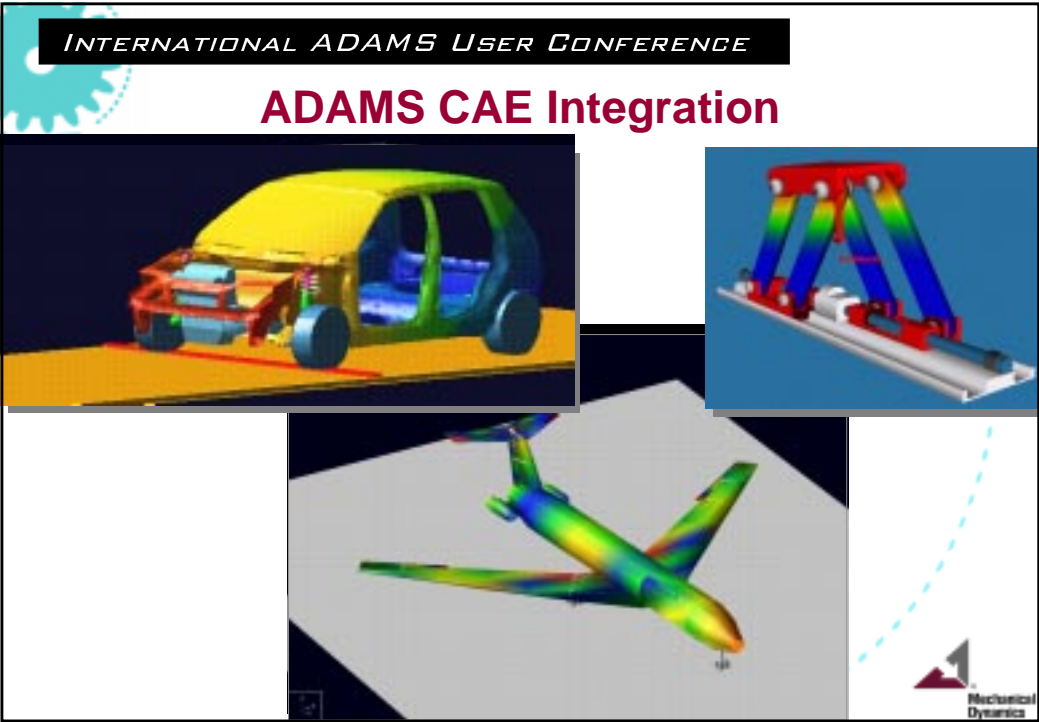 INTERNATIONAL ADAMS USER CONFERENCE
ADAMS CAE Integration
Mechanical
Dynamics